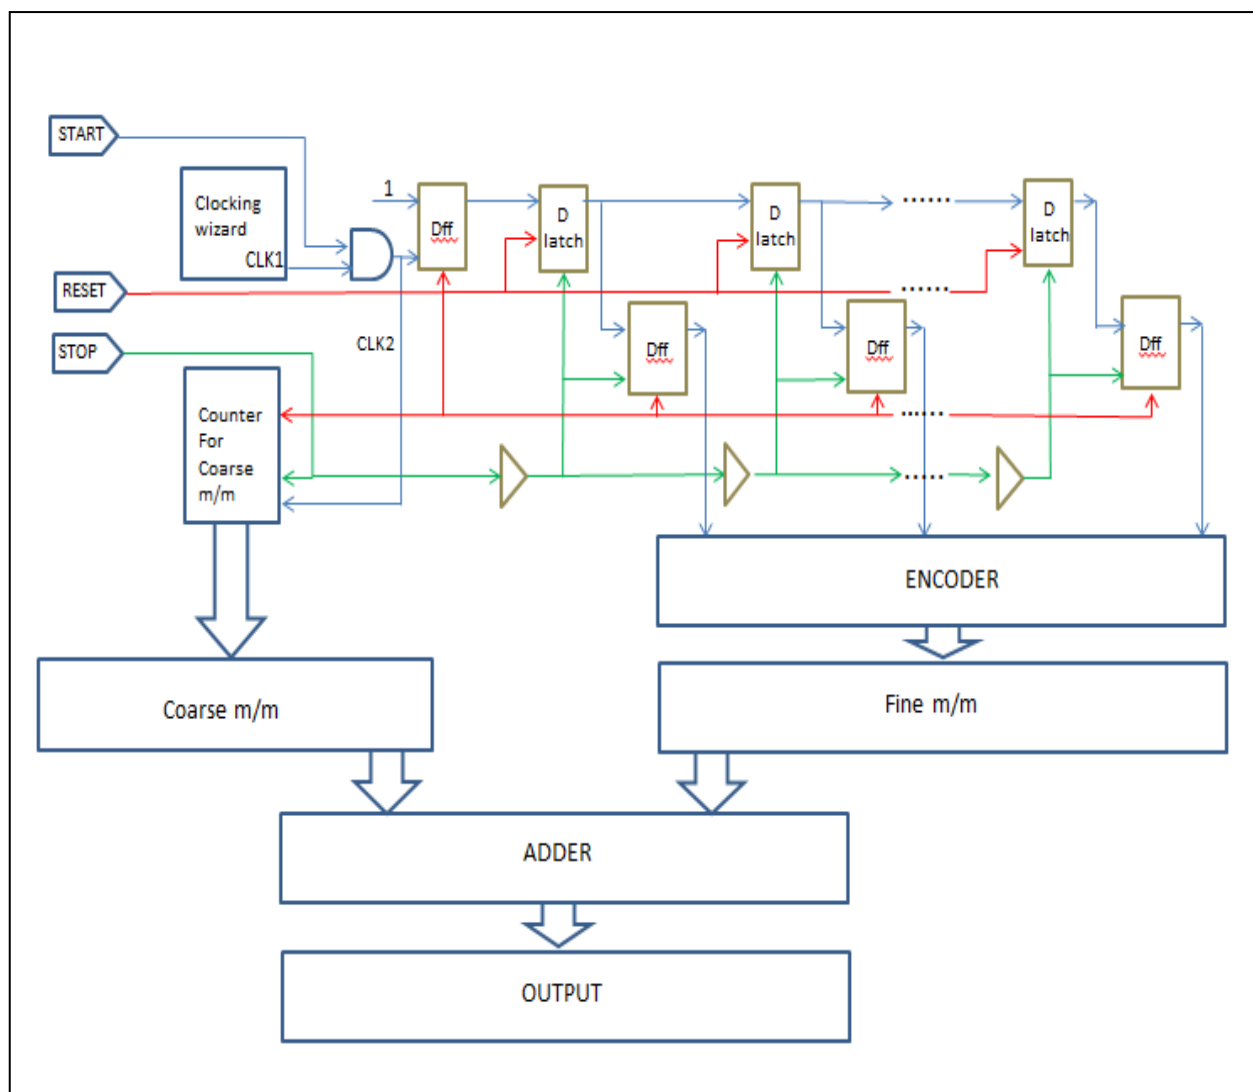 START
1
Clocking
wizard
CLK1
Dff
D
latch
D
latch
......
D
latch
RESET
......
STOP
CLK2
Dff
Dff
Dff
Counter
For
Coarse
m/m
......
.....
ENCODER
Coarse m/m
Fine m/m
ADDER
OUTPUT